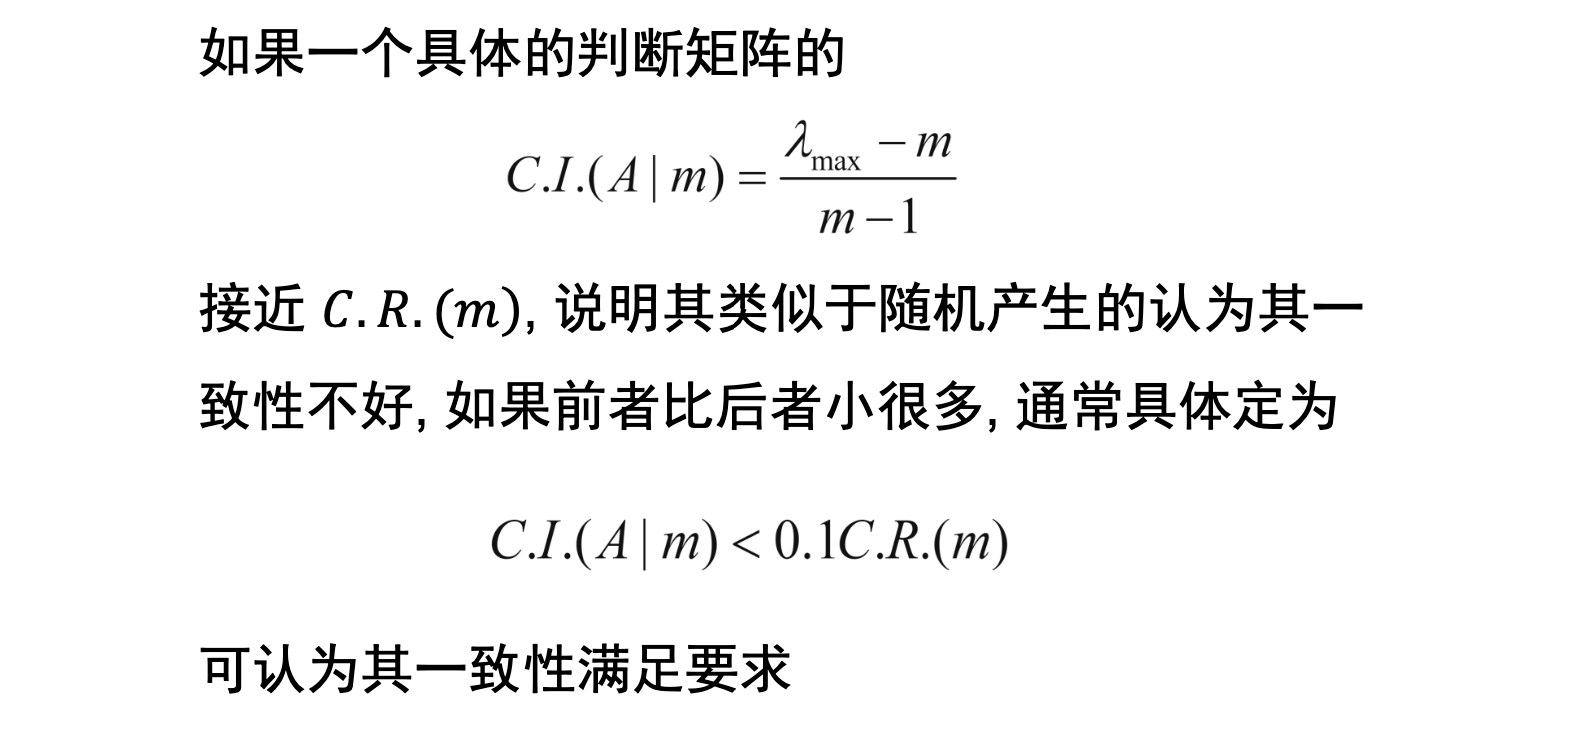 如果一个具体的判断矩阵的
C.I.(A | m) = \frac{λ_{max} − m}{m − 1}
接近 C.R.(m), 说明其类似于随机产生的认为其一
致性不好, 如果前者比后者小很多, 通常具体定为
C.I.(A | m) < 0.1C.R.(m)
可认为其一致性满足要求